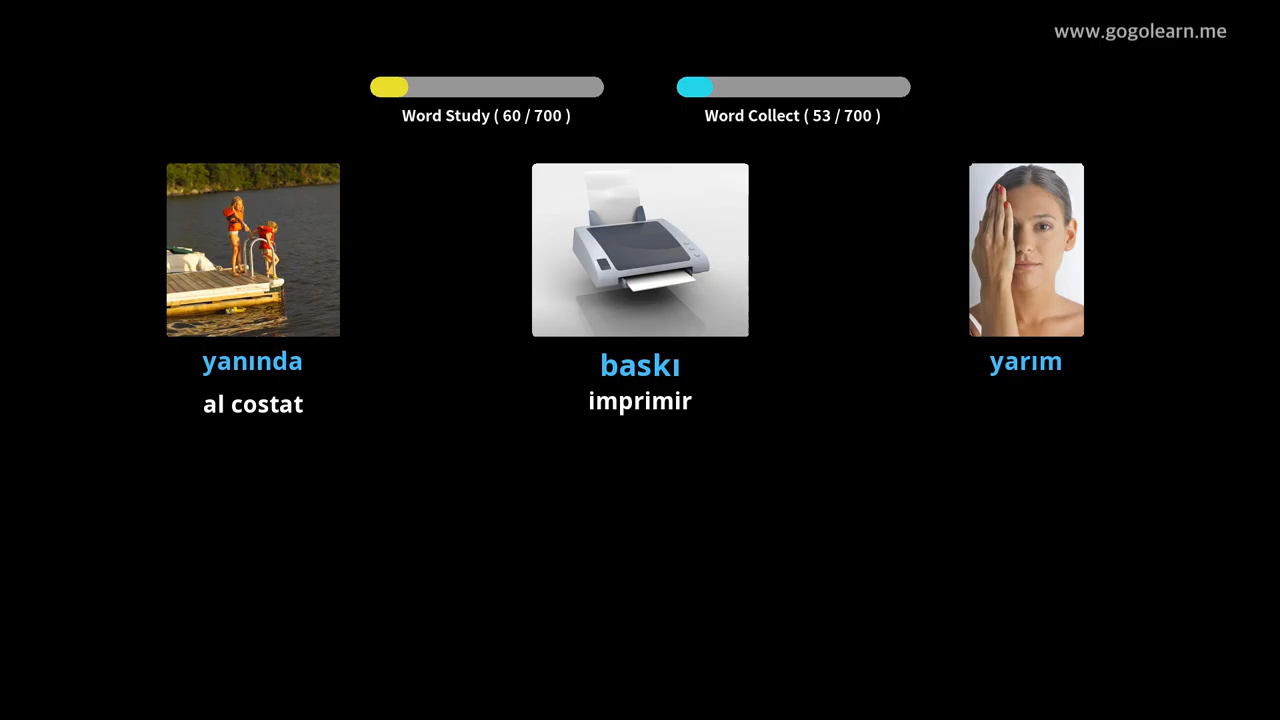 www.gogolearn.me
Word Study ( 60 / 700 )
Word Collect ( 53 / 700 )
yanında
al costat
baskı
imprimir
yarım